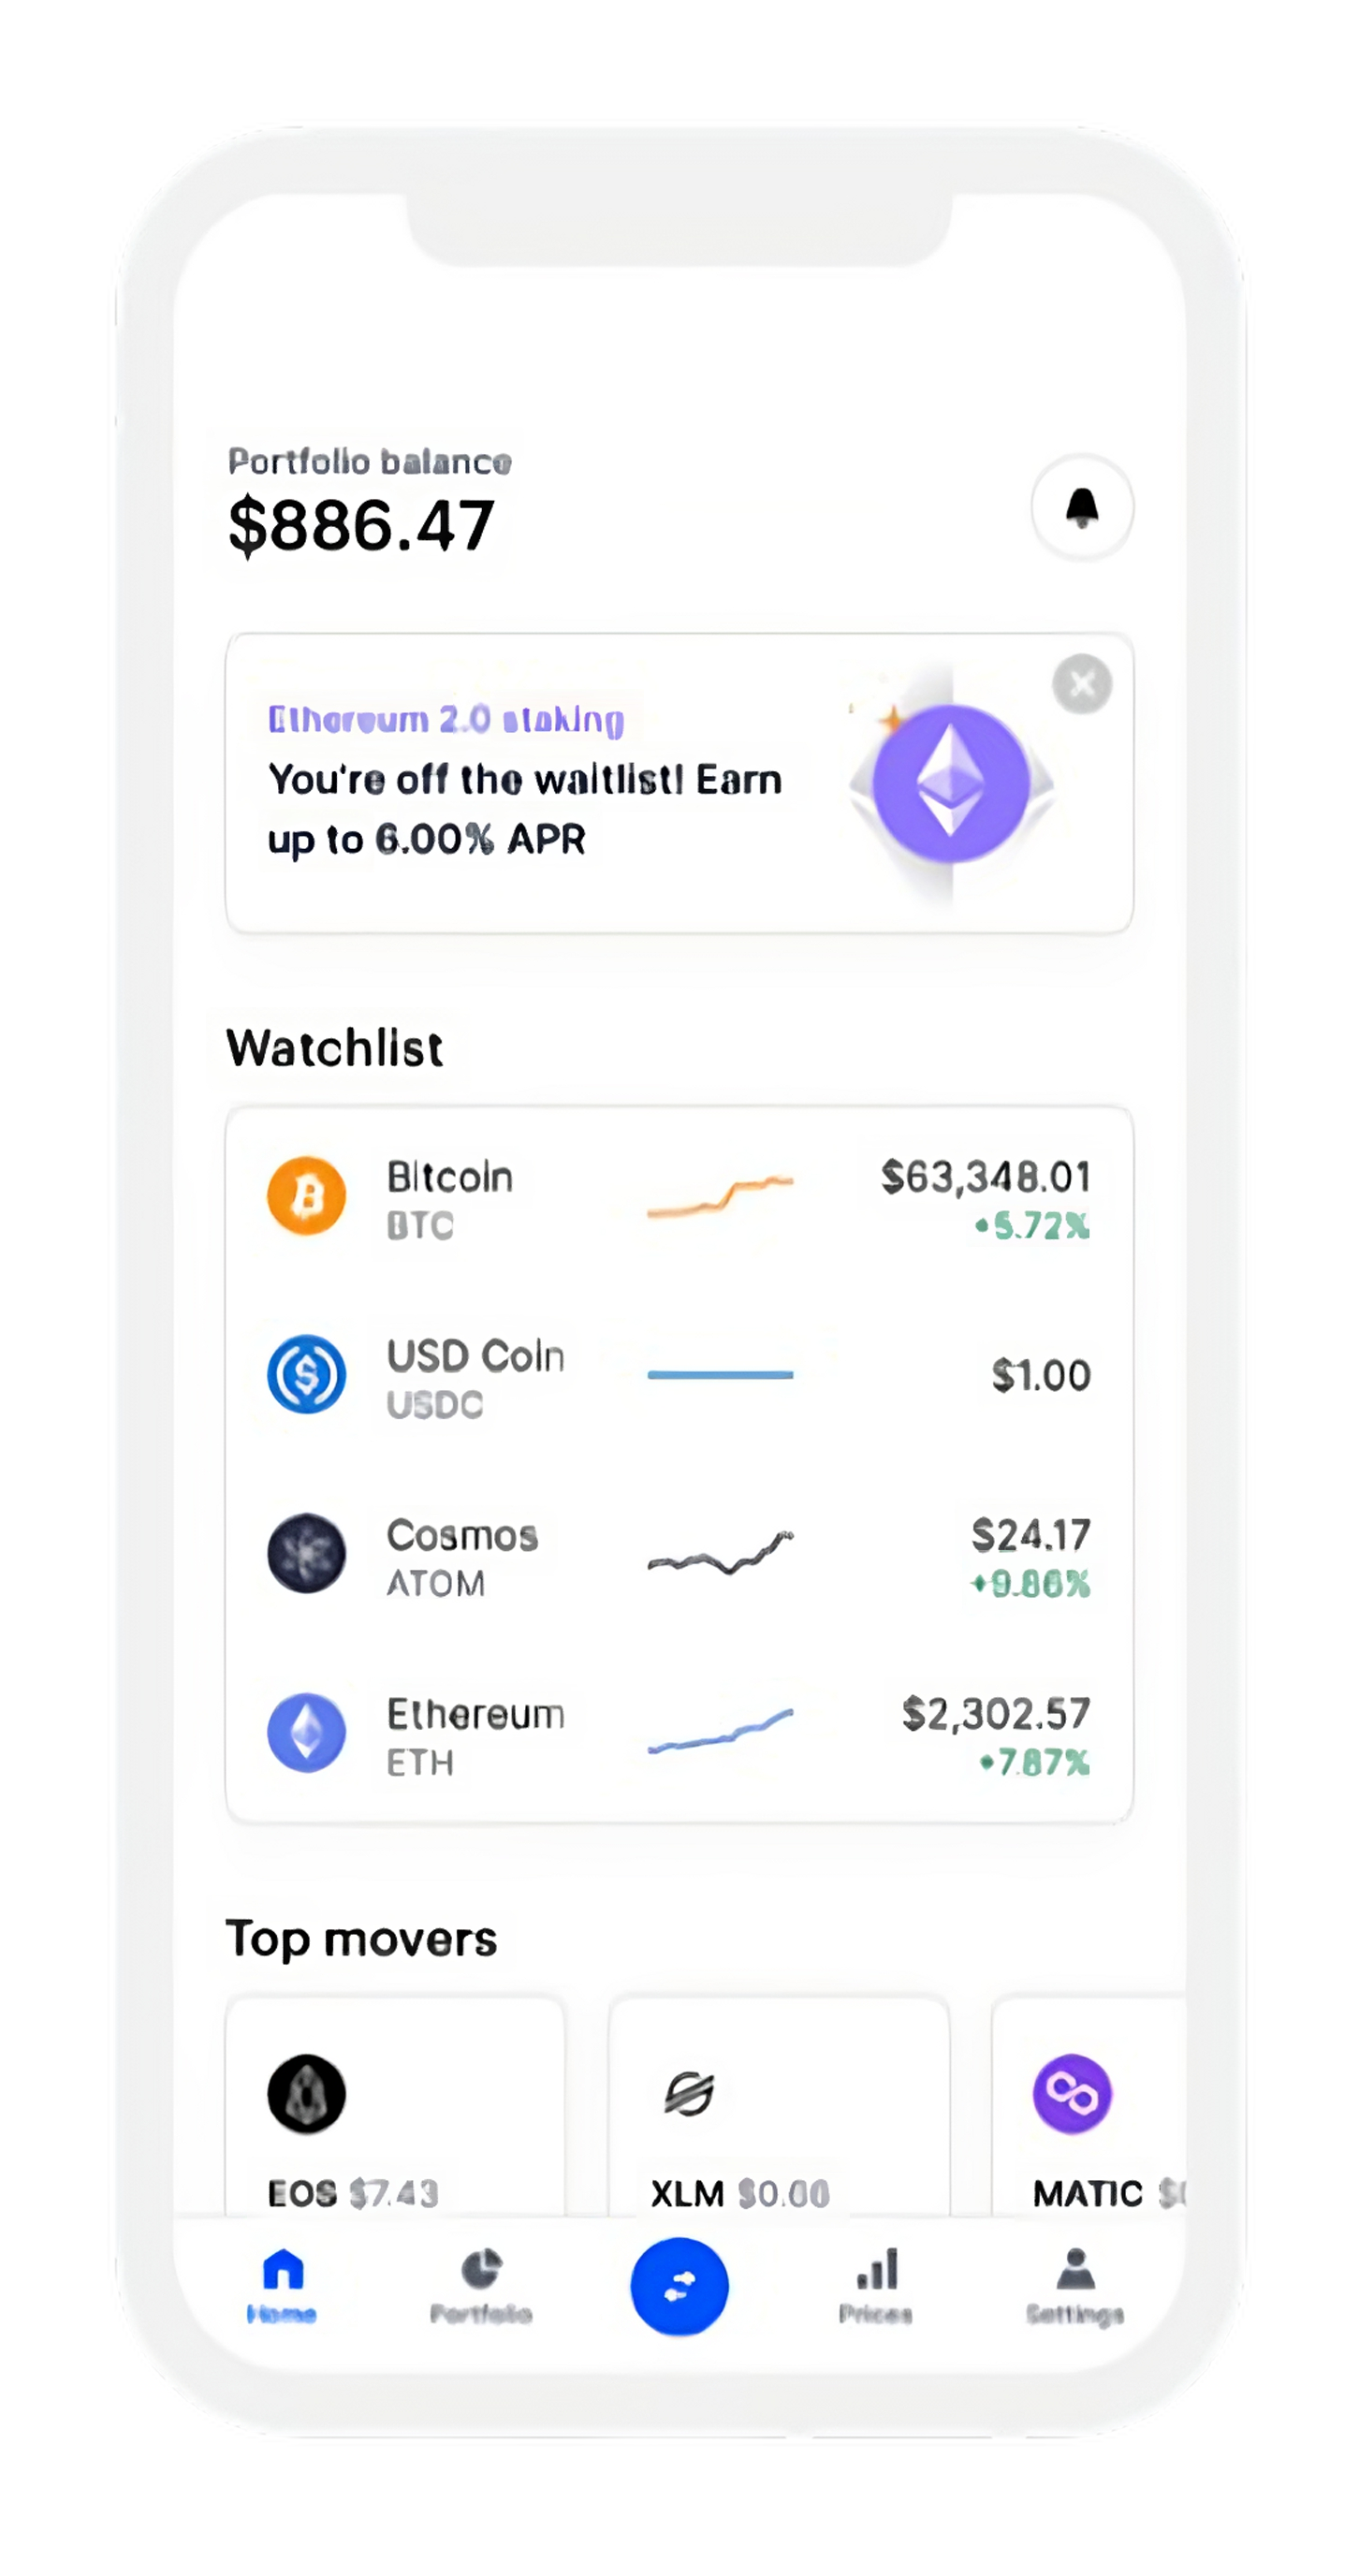 Portfolio balance
$886.47
Ethereum 2.0 staking
You're off the waitlist! Earn
up to 6.00% APR
Watchlist
Bitcoin
$63,348.01
BTC
5.72%
USD Coin
USDC
$1.00
Cosmos
$24.17
ATOM
+9.86%
Ethereum
$2,302.57
ETH
7.87%
Top movers
EOS $7.43
XLM $0.60
MATIC
Home
Portfolio
Prices
Settings